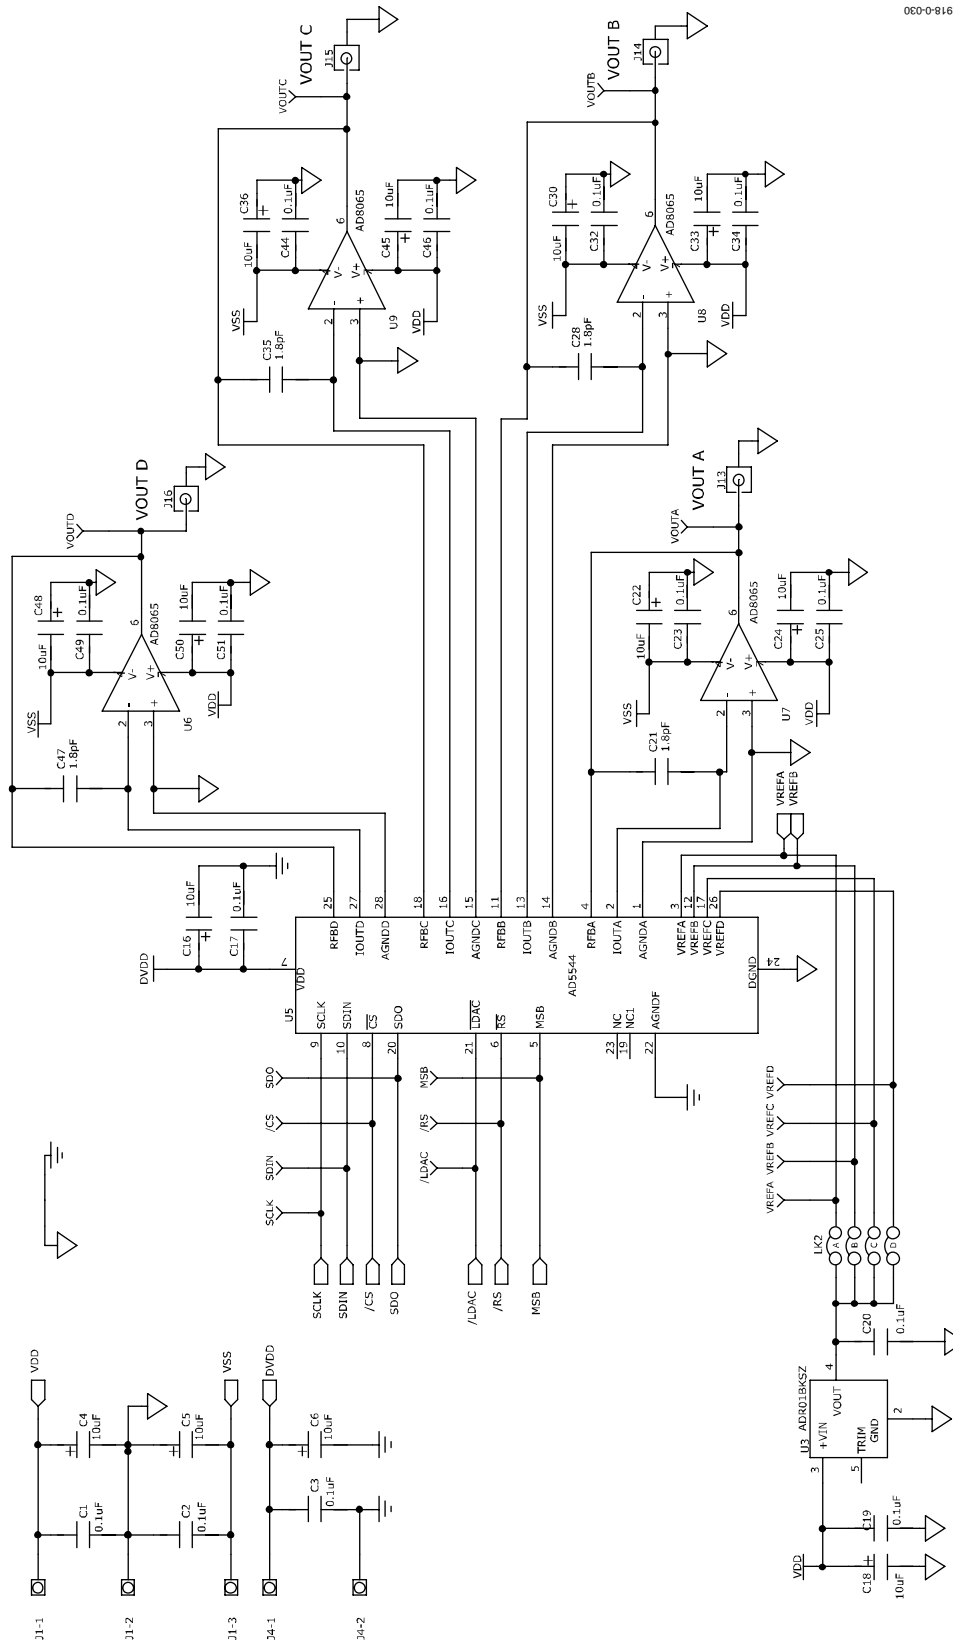 918-0-030
VOUT C
J15
VOUTC
C36
10uF
0.1uF
C44
VSS
V-
V+
AD8065
6
2
3
U9
10uF
C45
0.1uF
C46
VDD
C35
1.8pF
VOUT B
J14
VOUTB
C30
10uF
0.1uF
C32
VSS
V-
V+
AD8065
6
2
3
U8
10uF
C33
0.1uF
C34
VDD
C28
1.8pF
VOUT D
J16
VOUTD
C48
10uF
0.1uF
C49
VSS
V-
V+
AD8065
6
2
3
U6
10uF
C50
0.1uF
C51
VDD
C47
1.8pF
VOUT A
J13
VOUTA
C22
10uF
0.1uF
C23
VSS
V-
V+
AD8065
6
2
3
U7
10uF
C24
0.1uF
C25
VDD
C21
1.8pF
VREFA
VREFB
DVDD
10uF
C16
0.1uF
C17
7
VDD
U5
AD5544
25 RFBD
27 IOUTD
28 AGNDD
18 RFBC
16 IOUTC
15 AGNDC
11 RFBB
13 IOUTB
14 AGNDB
4 RFBA
2 IOUTA
1 AGNDA
3 VREFA
12 VREFB
17 VREFC
26 VREFD
24 DGND
9 SCLK
10 SDIN
8 CS
20 SDO
21 LDAC
6 RS
5 MSB
23 NC
19 NC1
22 AGNDF
SDO
/CS
SDIN
SCLK
MSB
/RS
/LDAC
SCLK
SDIN
/CS
SDO
/LDAC
/RS
MSB
VREFA
VREFB
VREFC
VREFD
LK2
A
B
C
D
C20
0.1uF
U3 ADR01BKSZ
4 VOUT
3 +VIN
5 TRIM
2 GND
VDD
C18
10uF
C19
0.1uF
VDD
C4
10uF
C1
0.1uF
C5
10uF
C2
0.1uF
VSS
DVDD
C6
10uF
C3
0.1uF
J1-1
J1-2
J1-3
J4-1
J4-2